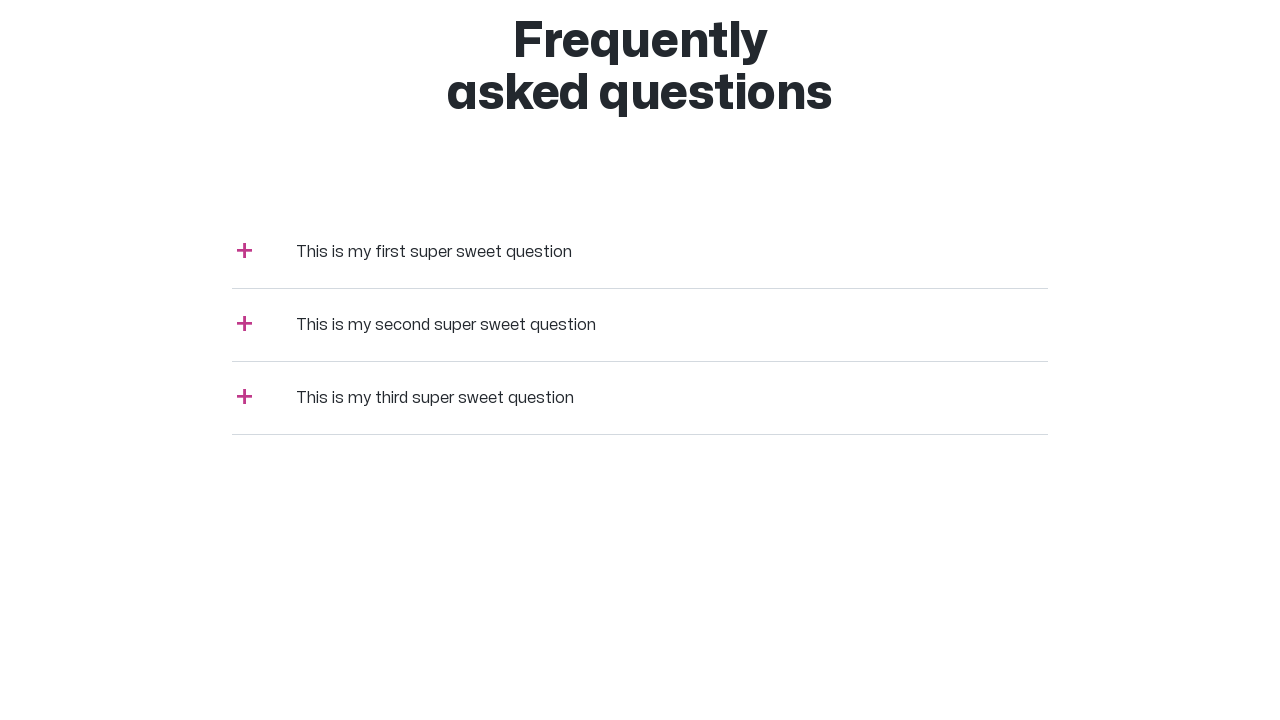 Frequently
asked questions
This is my first super sweet question
This is my second super sweet question
This is my third super sweet question